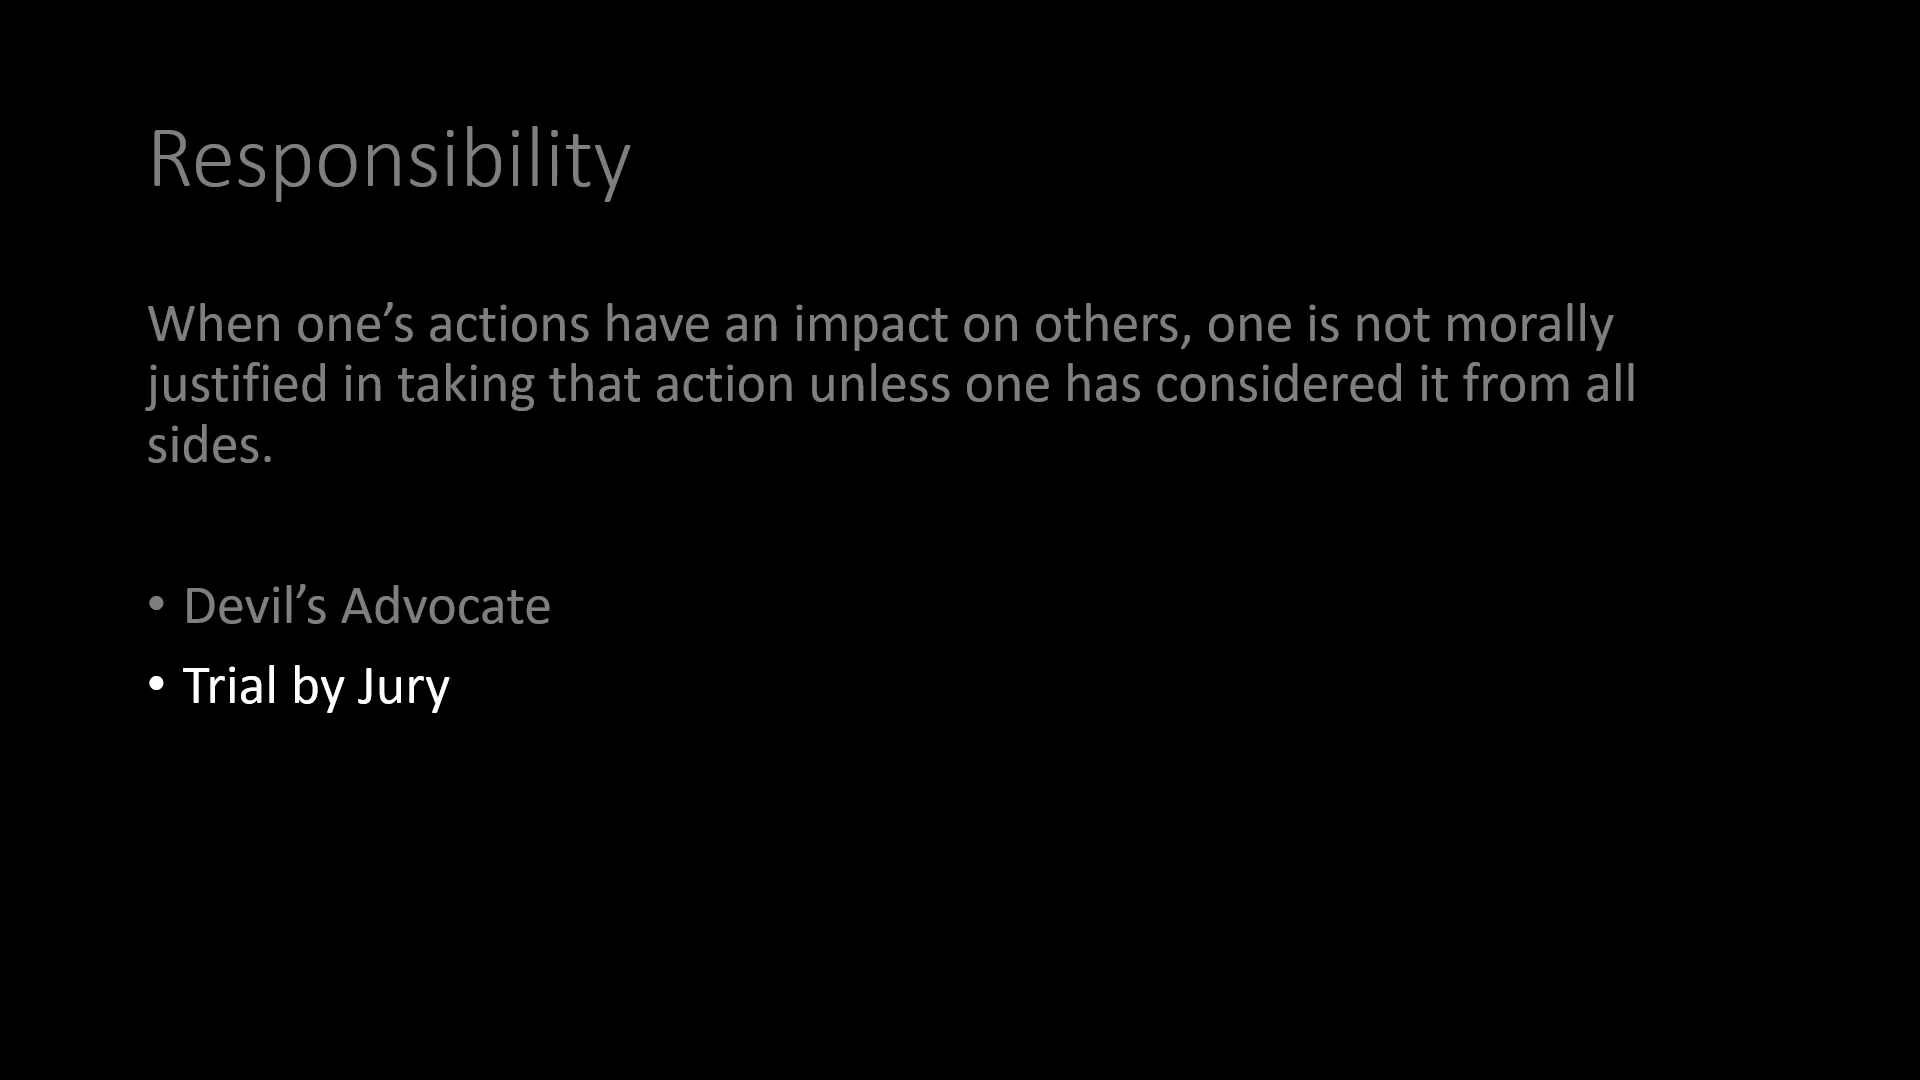 Responsibility
When one’s actions have an impact on others, one is not morally
justified in taking that action unless one has considered it from all
sides.
• Devil’s Advocate
• Trial by Jury